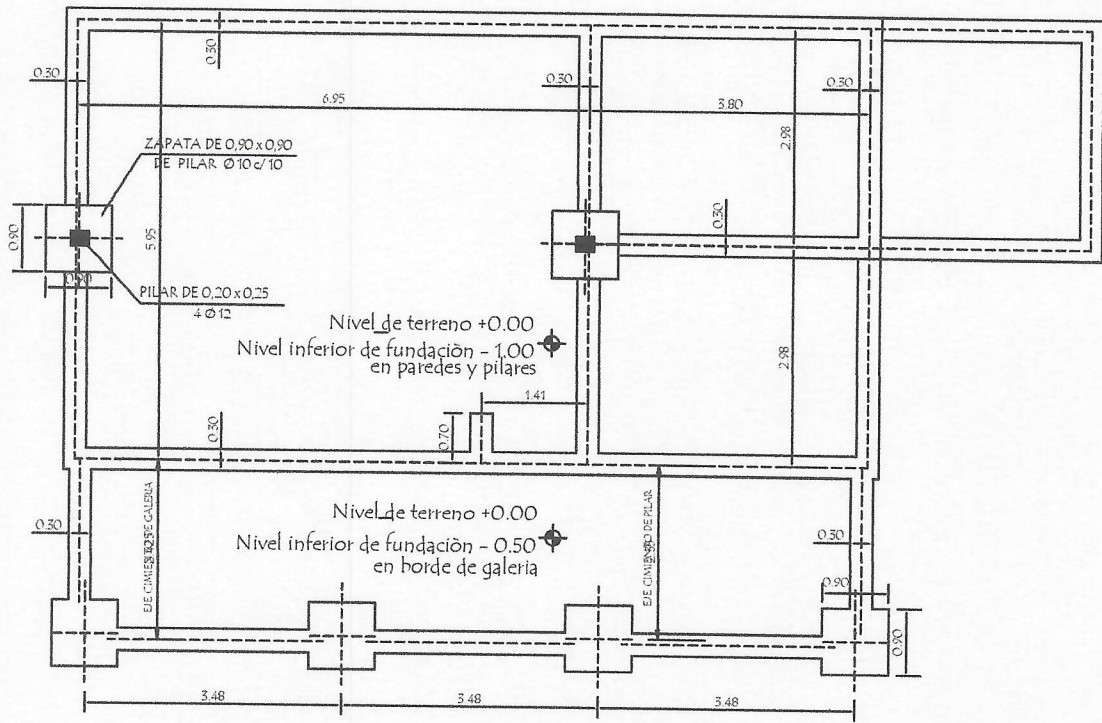 0.30
0.30
0.30
0.30
6.95
3.80
2.98
ZAPATA DE 0,90 x 0,90
DE PILAR Ø 10 c/ 10
0.90
5.95
0.30
0.90
PILAR DE 0,20 x 0,25
4 Ø 12
Nivel de terreno +0.00
Nivel inferior de fundaciòn - 1.00
en paredes y pilares
2.98
1.41
0.70
0.30
EJE CIMIENTO DE GALERIA
EJE CIMIENTO DE PILAR
Nivel de terreno +0.00
Nivel inferior de fundaciòn - 0.50
en borde de galeria
0.30
0.30
0.90
0.90
3.48
3.48
3.48